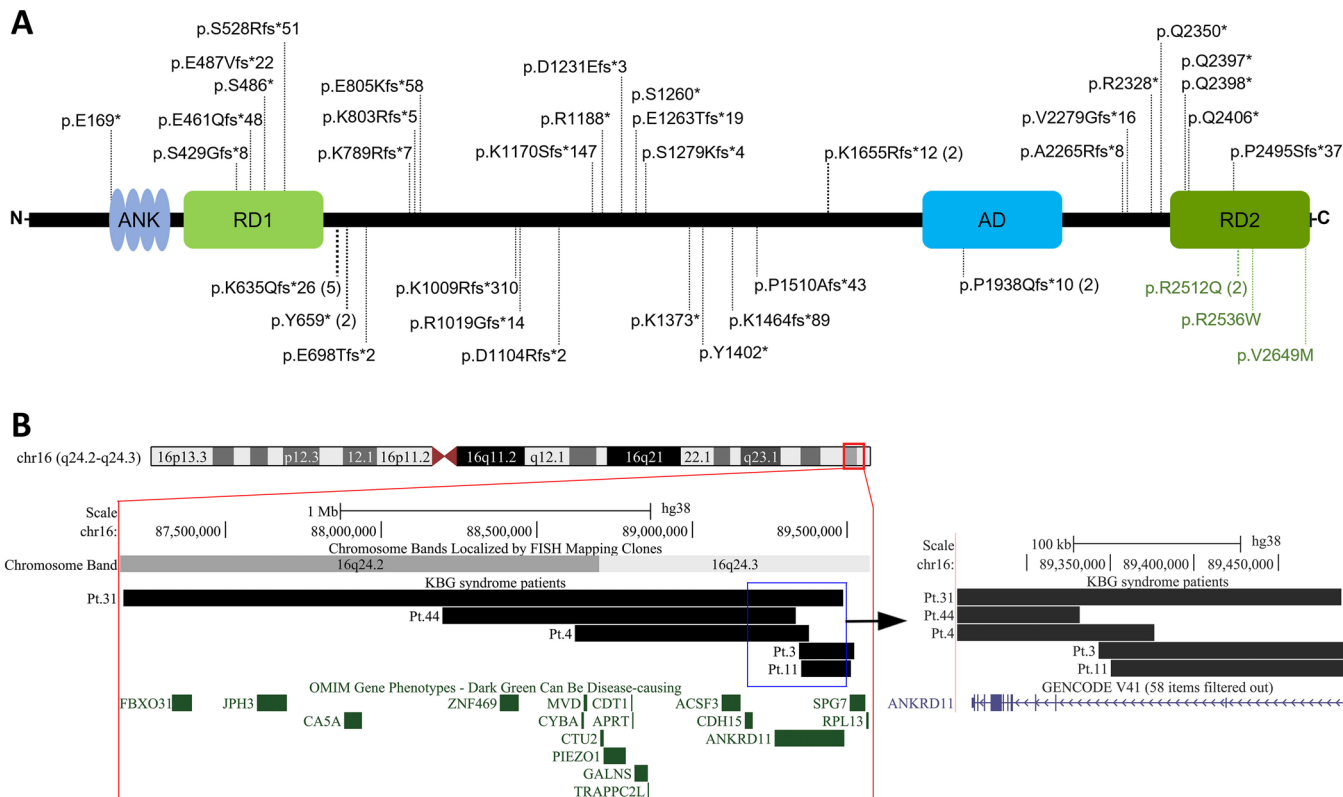 A
p.S528Rfs*51
p.E487Vfs*22
p.S486*
p.E461Qfs*48
p.S429Gfs*8
p.E169*
p.E805Kfs*58
p.K803Rfs*5
p.K789Rfs*7
p.D1231Efs*3
p.S1260*
p.R1188*
p.E1263Tfs*19
p.K1170Sfs*147
p.S1279Kfs*4
p.K1655Rfs*12 (2)
p.Q2350*
p.Q2397*
p.R2328*
p.Q2398*
p.V2279Gfs*16
p.Q2406*
p.A2265Rfs*8
p.P2495Sfs*37
N-
ANK
RD1
AD
RD2
-C
p.K635Qfs*26 (5)
p.Y659* (2)
p.E698Tfs*2
p.K1009Rfs*310
p.R1019Gfs*14
p.D1104Rfs*2
p.P1510Afs*43
p.K1373*
p.K1464fs*89
p.Y1402*
p.P1938Qfs*10 (2)
p.R2512Q (2)
p.R2536W
p.V2649M
B
chr16 (q24.2-q24.3)
16p13.3
p12.3
12.1
16p11.2
16q11.2
q12.1
16q21
22.1
q23.1
Scale
1 Mb
hg38
chr16:
87,500,000
88,000,000
88,500,000
89,000,000
89,500,000
Chromosome Bands Localized by FISH Mapping Clones
Chromosome Band
16q24.2
16q24.3
KBG syndrome patients
Pt.31
Pt.44
Pt.4
Pt.3
Pt.11
OMIM Gene Phenotypes - Dark Green Can Be Disease-causing
FBXO31
JPH3
ZNF469
MVD
CDT1
ACSF3
SPG7
CA5A
CYBA
APRT
CDH15
RPL13
CTU2
ANKRD11
PIEZO1
GALNS
TRAPPC2L
Scale
100 kb
hg38
chr16:
89,350,000
89,400,000
89,450,000
KBG syndrome patients
Pt.31
Pt.44
Pt.4
Pt.3
Pt.11
GENCODE V41 (58 items filtered out)
ANKRD11